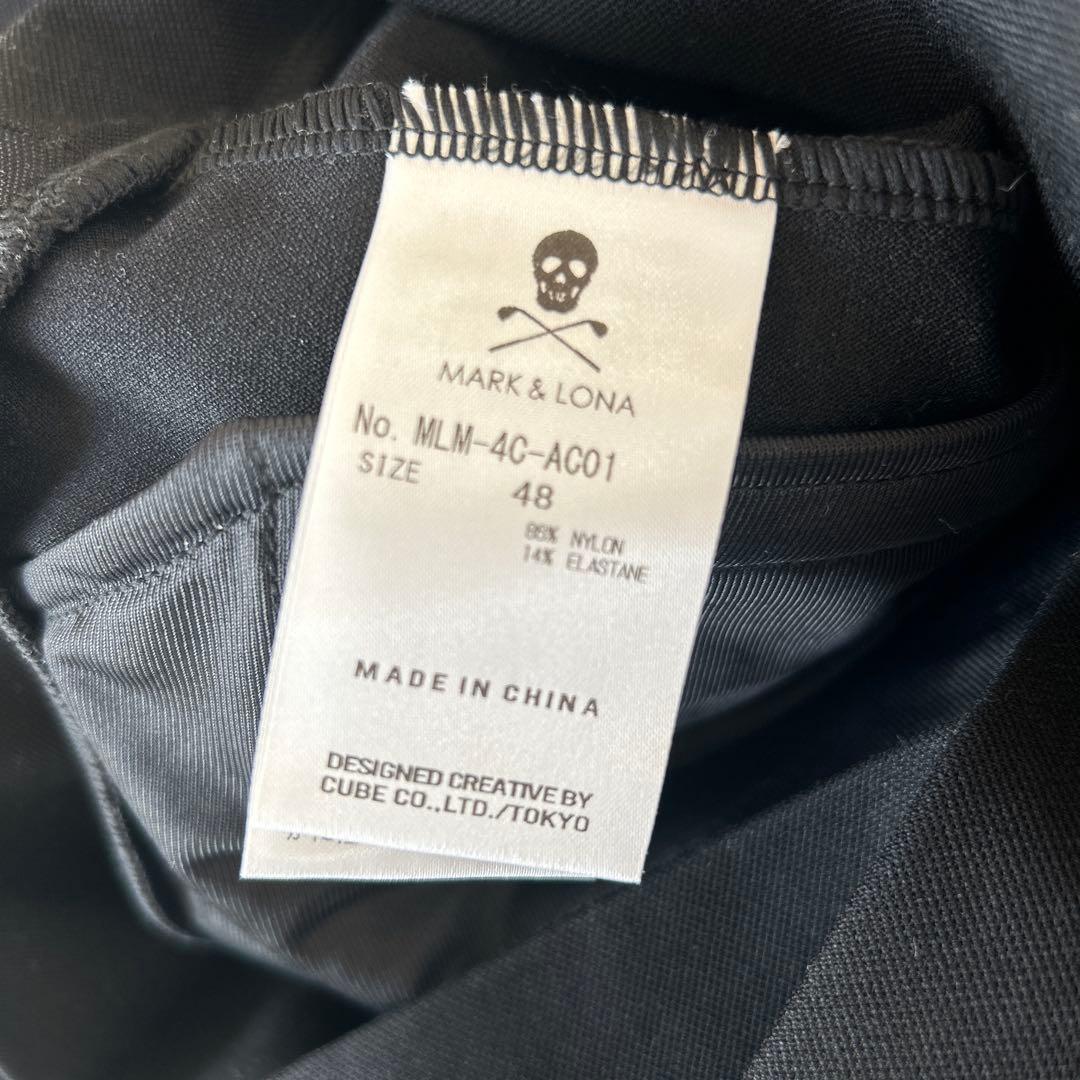 MARK & LONA
No. MLM-4C-AC01
SIZE
48
86% NYLON
14% ELASTANE
MADE IN CHINA
DESIGNED CREATIVE BY
CUBE CO.,LTD./TOKYO